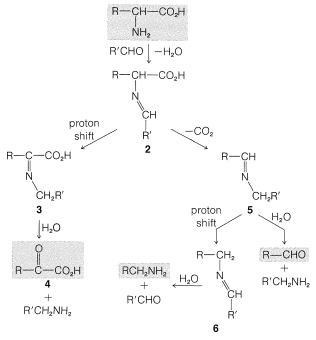 R—CH—CO₂H
NH₂
R'CHO –H₂O
R—CH—CO₂H
N
CH
R'
2
proton
shift
–CO₂
R—C—CO₂H
N
CH₂R'
3
H₂O
O
R—C—CO₂H
4
+
R'CH₂NH₂
R—CH
N
CH₂R'
5
proton
shift
H₂O
R—CHO
+
R'CH₂NH₂
R—CH₂
N
CH
R'
6
H₂O
RCH₂NH₂
+
R'CHO